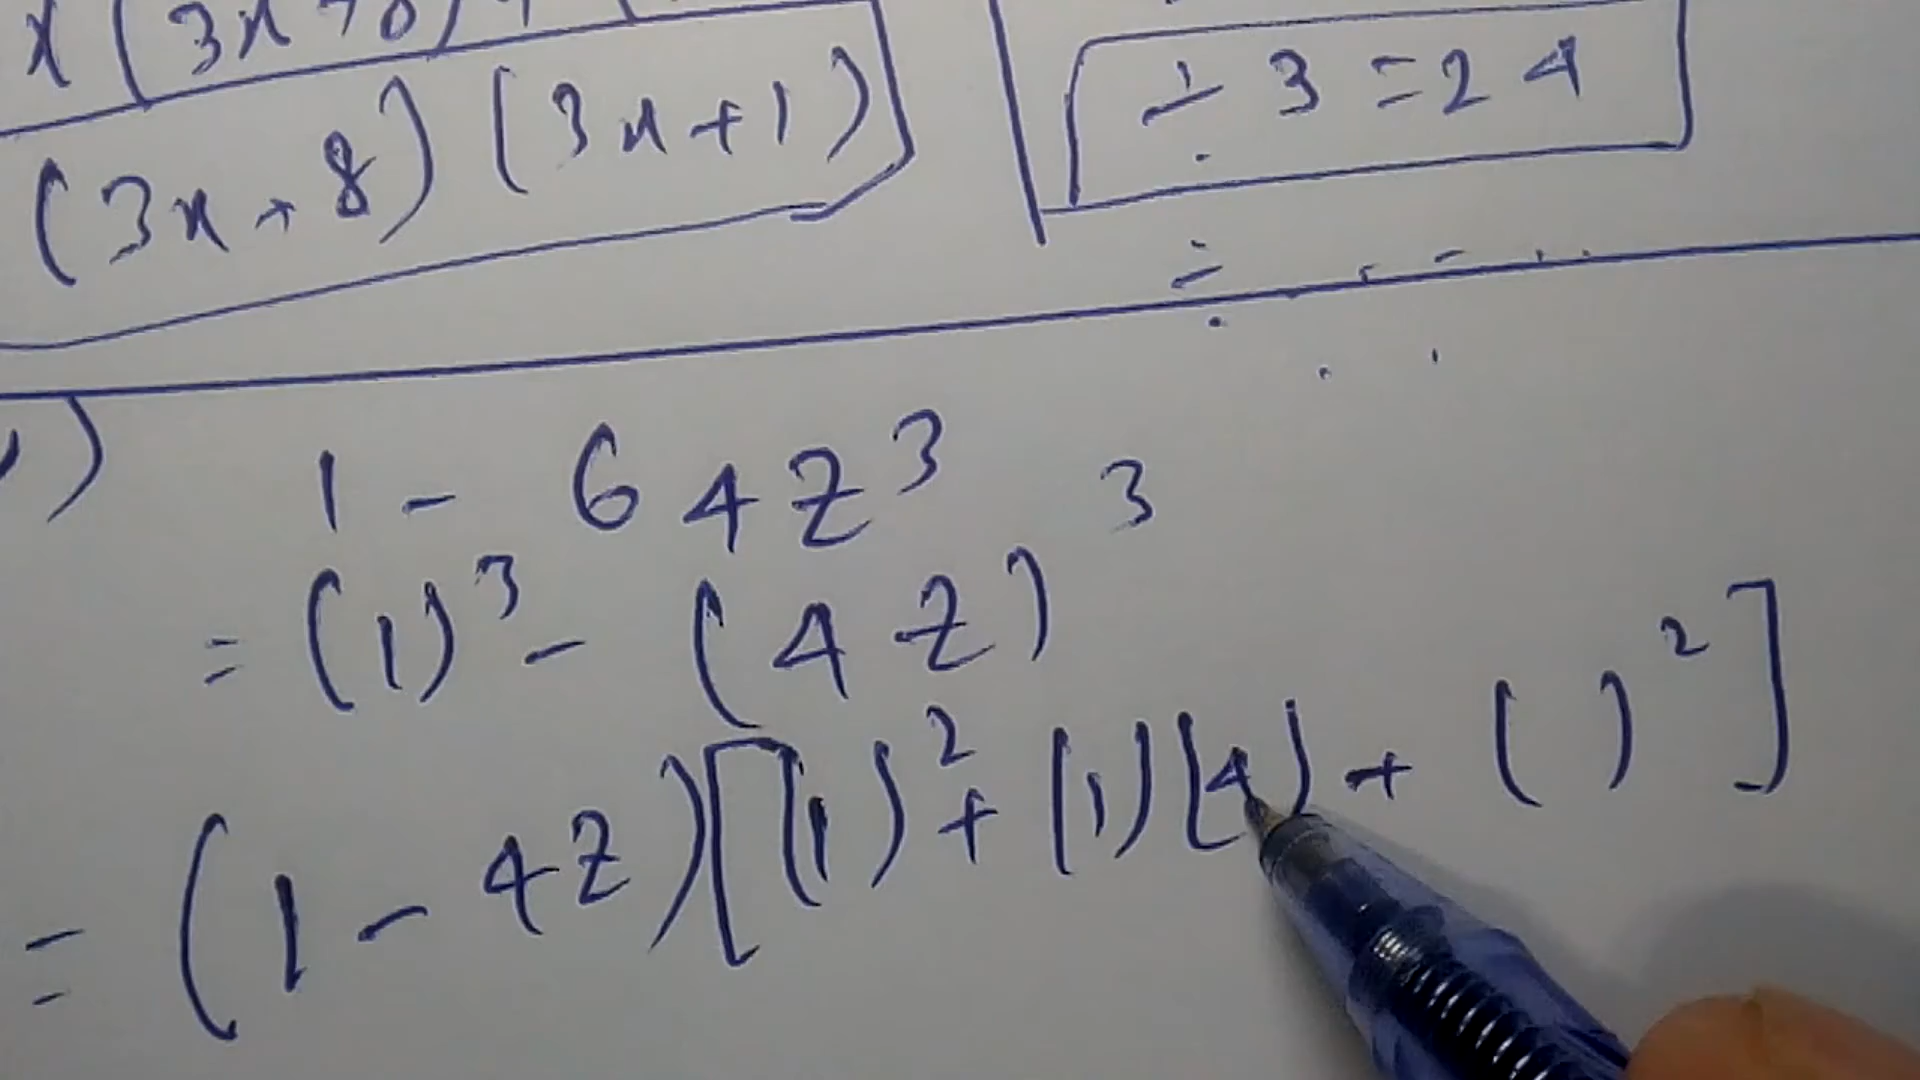 x(3x+8)+
(3x+8)(3x+1)
÷3=24
) 1-64z³
=(1)³-(4z)³
=(1-4z)[(1)²+(1)(4)+( )²]